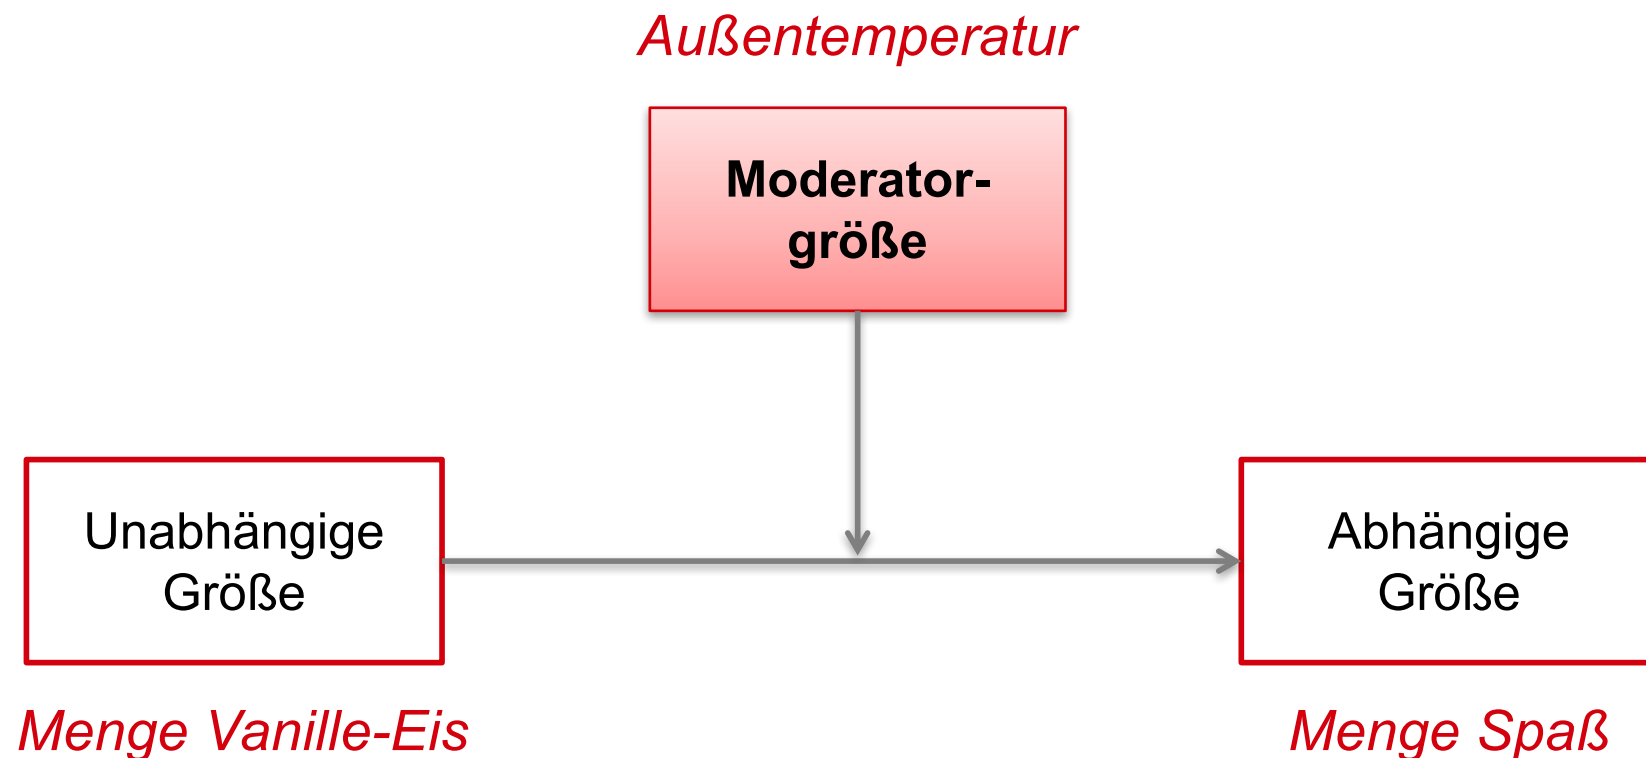 Außentemperatur
Moderator-
größe
Unabhängige
Größe
Abhängige
Größe
Menge Vanille-Eis
Menge Spaß